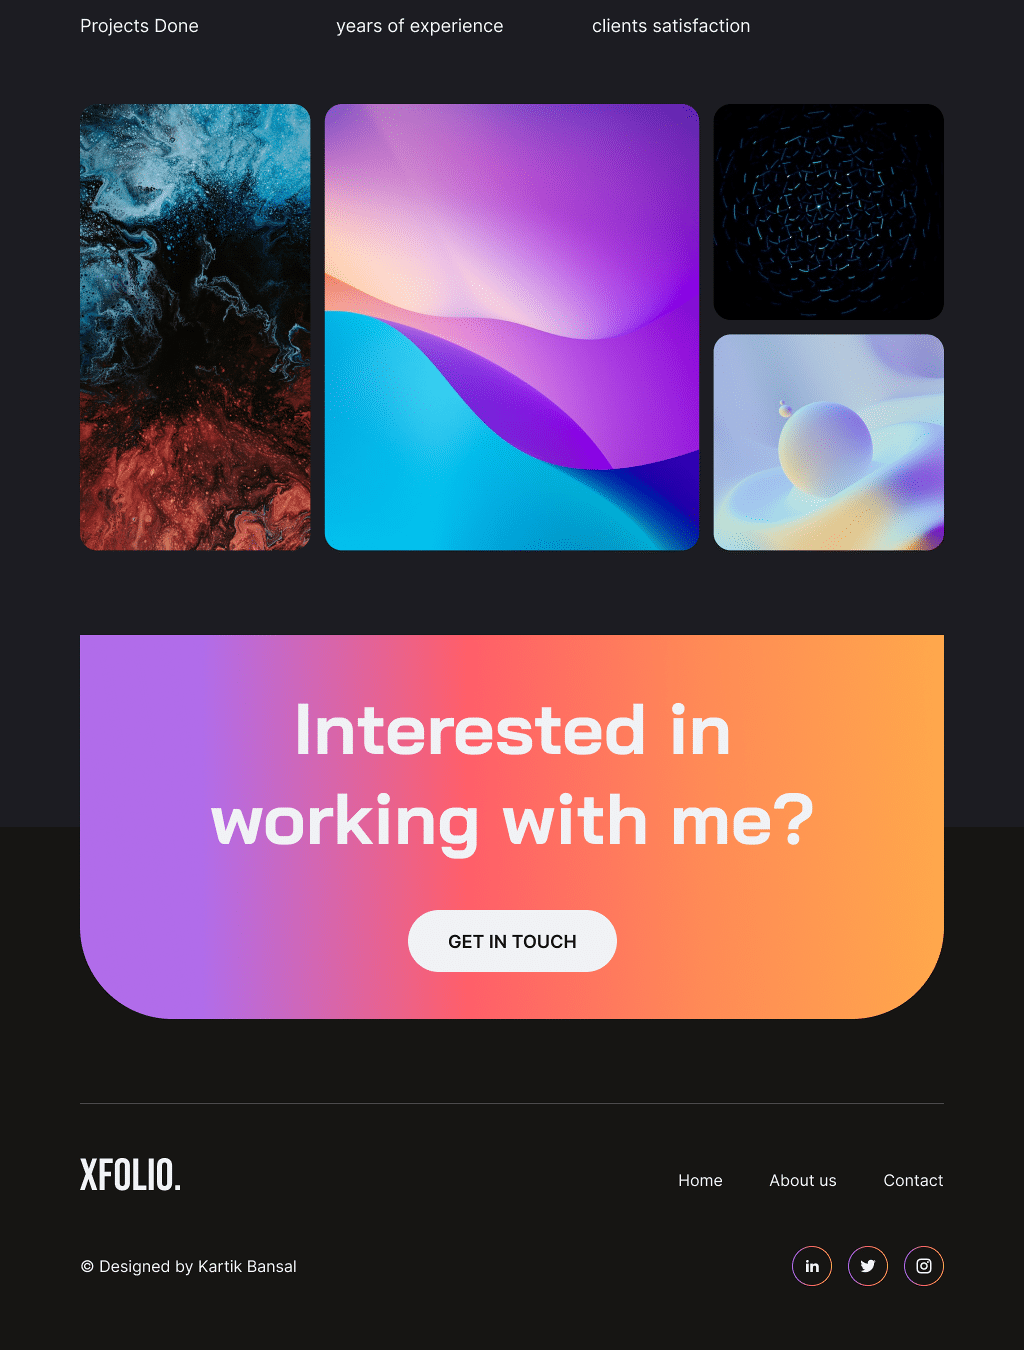 Projects Done
years of experience
clients satisfaction
Interested in
working with me?
GET IN TOUCH
XFOLIO.
Home
About us
Contact
© Designed by Kartik Bansal
in